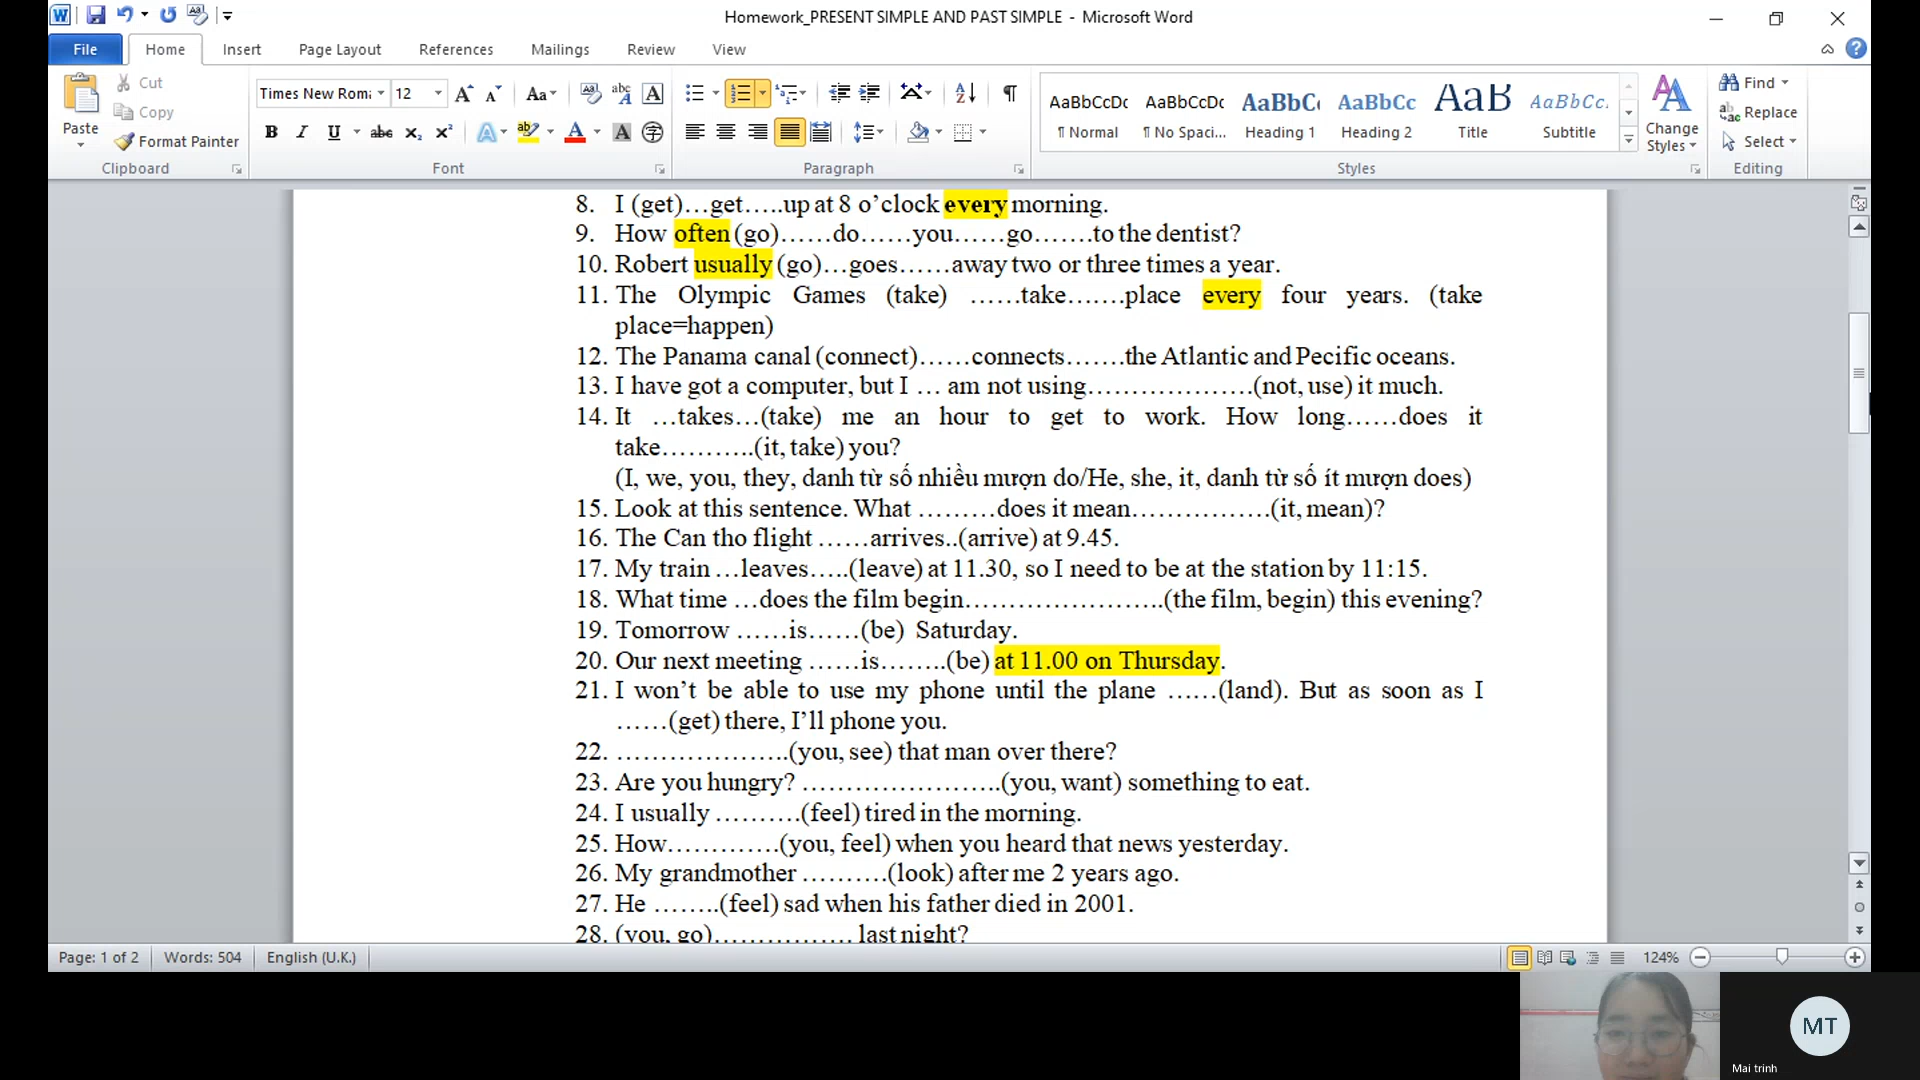 Homework_PRESENT SIMPLE AND PAST SIMPLE - Microsoft Word
File Home Insert Page Layout References Mailings Review View
Paste
Cut
Copy
Format Painter
Clipboard
Times New Roma 12
Font
Paragraph
AaBbCcDc AaBbCcDc AaBbC AaBbCc AaB AaBbCc.
¶ Normal ¶ No Spaci... Heading 1 Heading 2 Title Subtitle
Styles
Change Styles
Find
Replace
Select
Editing
8. I (get)…get…..up at 8 o’clock every morning.
9. How often (go)……do……you……go…….to the dentist?
10. Robert usually (go)…goes……away two or three times a year.
11. The Olympic Games (take) ……take…….place every four years. (take
place=happen)
12. The Panama canal (connect)……connects…….the Atlantic and Pecific oceans.
13. I have got a computer, but I … am not using……………….(not, use) it much.
14. It …takes…(take) me an hour to get to work. How long……does it
take………..(it, take) you?
(I, we, you, they, danh từ số nhiều mượn do/He, she, it, danh từ số ít mượn does)
15. Look at this sentence. What ………does it mean…………….(it, mean)?
16. The Can tho flight ……arrives..(arrive) at 9.45.
17. My train …leaves…..(leave) at 11.30, so I need to be at the station by 11:15.
18. What time …does the film begin…………………..(the film, begin) this evening?
19. Tomorrow ……is……(be) Saturday.
20. Our next meeting ……is……..(be) at 11.00 on Thursday.
21. I won’t be able to use my phone until the plane ……(land). But as soon as I
……(get) there, I’ll phone you.
22. ………………..(you, see) that man over there?
23. Are you hungry? …………………..(you, want) something to eat.
24. I usually ……….(feel) tired in the morning.
25. How………….(you, feel) when you heard that news yesterday.
26. My grandmother ……….(look) after me 2 years ago.
27. He ……..(feel) sad when his father died in 2001.
28. (you, go)……………. last night?
Page: 1 of 2 Words: 504 English (U.K.) 124%
MT
Mai trinh